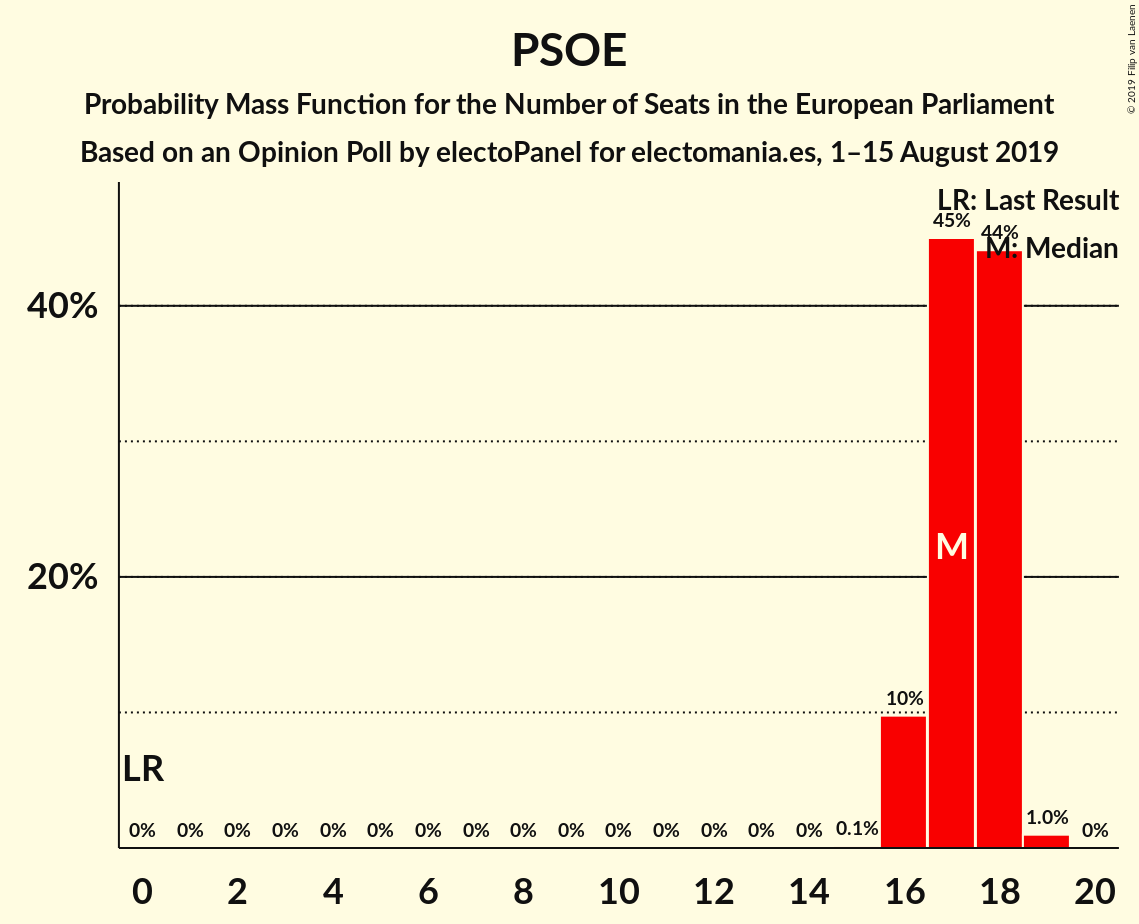 PSOE
Probability Mass Function for the Number of Seats in the European Parliament
Based on an Opinion Poll by electoPanel for electomania.es, 1–15 August 2019
© 2019 Filip van Laenen
LR: Last Result
M: Median
45%
44%
40%
M
20%
10%
LR
0% 0% 0% 0% 0% 0% 0% 0% 0% 0% 0% 0% 0% 0% 0% 0.1% 1.0% 0%
0 2 4 6 8 10 12 14 16 18 20